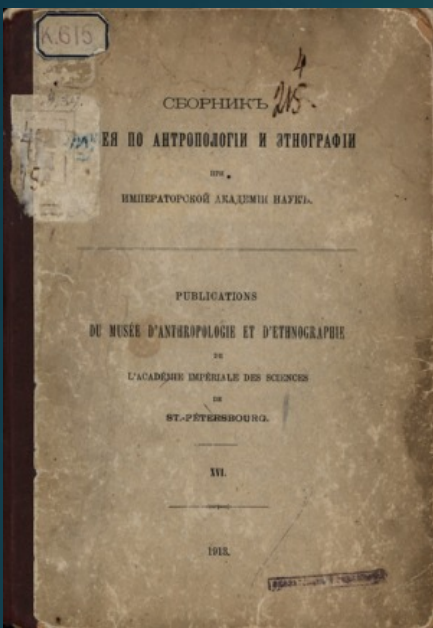 К.615
4
215
СБОРНИКЪ
ПО АНТРОПОЛОГІИ И ЭТНОГРАФІИ
ПРИ
ИМПЕРАТОРСКОЙ АКАДЕМІИ НАУКЪ.
PUBLICATIONS
DU MUSÉE D'ANTHROPOLOGIE ET D'ETHNOGRAPHIE
DE
L'ACADÉMIE IMPÉRIALE DES SCIENCES
DE
ST.-PÉTERSBOURG.
XVI.
1913.